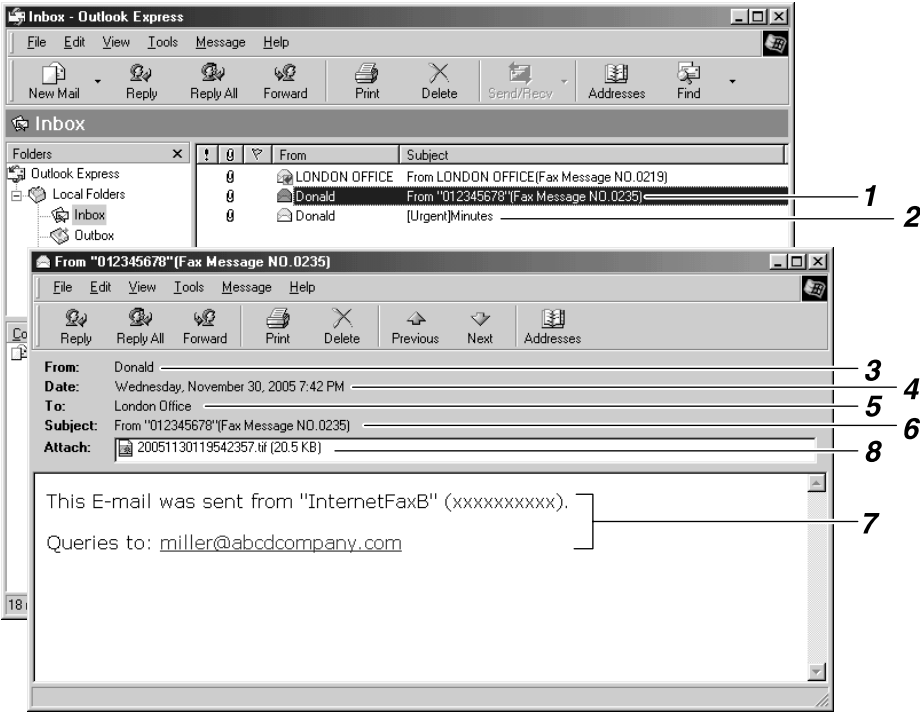 Inbox - Outlook Express
File Edit View Tools Message Help
New Mail Reply Reply All Forward Print Delete Send/Recv Addresses Find
Inbox
Folders
! From Subject
Outlook Express
LONDON OFFICE From LONDON OFFICE(Fax Message NO.0219)
Local Folders
Donald From "012345678"(Fax Message NO.0235) 1
Inbox
Donald [Urgent]Minutes 2
Outbox
From "012345678"(Fax Message NO.0235)
File Edit View Tools Message Help
Reply Reply All Forward Print Delete Previous Next Addresses
Co
From: Donald 3
Date: Wednesday, November 30, 2005 7:42 PM 4
To: London Office 5
Subject: From "012345678"(Fax Message NO.0235) 6
Attach: 20051130119542357.tif (20.5 KB) 8
This E-mail was sent from "InternetFaxB" (xxxxxxxxxx).
7
Queries to: miller@abcdcompany.com
18